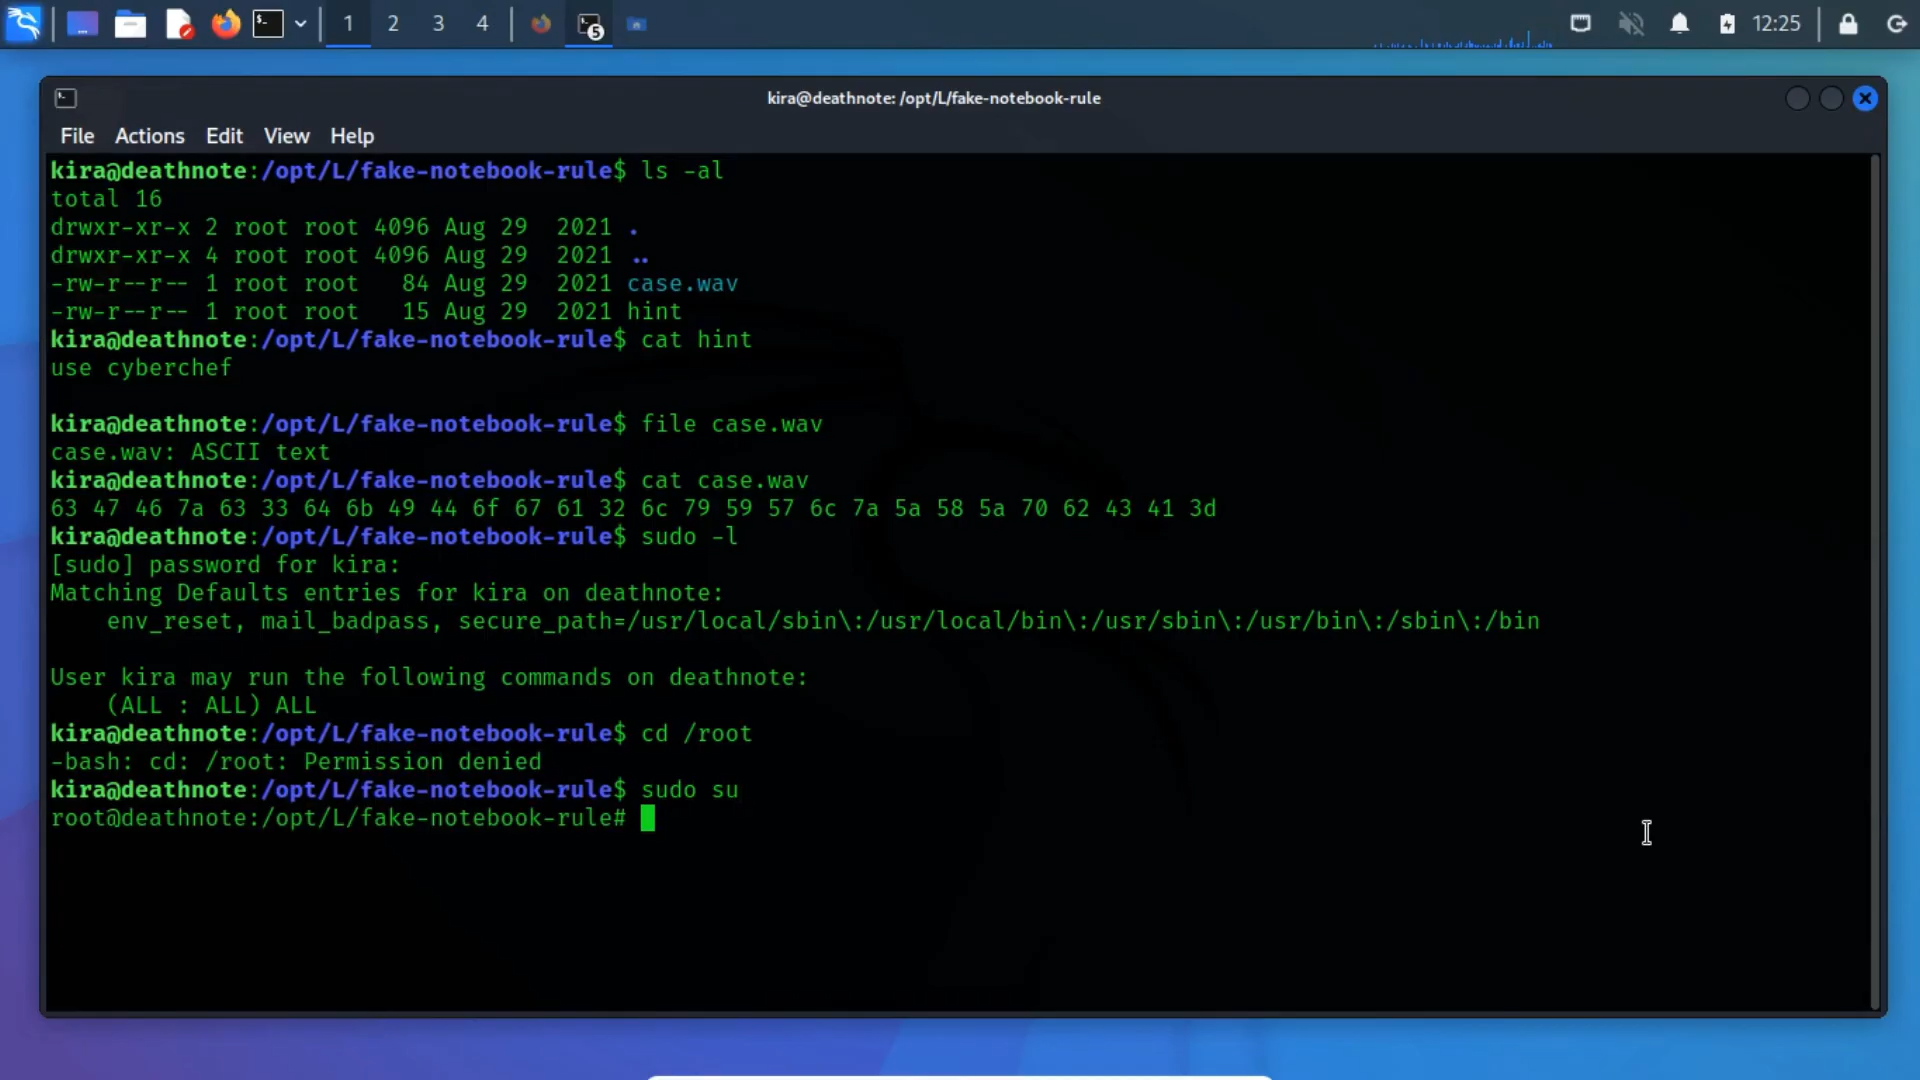 1 2 3 4 5 12:25
kira@deathnote: /opt/L/fake-notebook-rule
File Actions Edit View Help
kira@deathnote:/opt/L/fake-notebook-rule$ ls -al
total 16
drwxr-xr-x 2 root root 4096 Aug 29  2021 .
drwxr-xr-x 4 root root 4096 Aug 29  2021 ..
-rw-r--r-- 1 root root   84 Aug 29  2021 case.wav
-rw-r--r-- 1 root root   15 Aug 29  2021 hint
kira@deathnote:/opt/L/fake-notebook-rule$ cat hint
use cyberchef
kira@deathnote:/opt/L/fake-notebook-rule$ file case.wav
case.wav: ASCII text
kira@deathnote:/opt/L/fake-notebook-rule$ cat case.wav
63 47 46 7a 63 33 64 6b 49 44 6f 67 61 32 6c 79 59 57 6c 7a 5a 58 5a 70 62 43 41 3d
kira@deathnote:/opt/L/fake-notebook-rule$ sudo -l
[sudo] password for kira:
Matching Defaults entries for kira on deathnote:
    env_reset, mail_badpass, secure_path=/usr/local/sbin\:/usr/local/bin\:/usr/sbin\:/usr/bin\:/sbin\:/bin
User kira may run the following commands on deathnote:
    (ALL : ALL) ALL
kira@deathnote:/opt/L/fake-notebook-rule$ cd /root
-bash: cd: /root: Permission denied
kira@deathnote:/opt/L/fake-notebook-rule$ sudo su
root@deathnote:/opt/L/fake-notebook-rule#